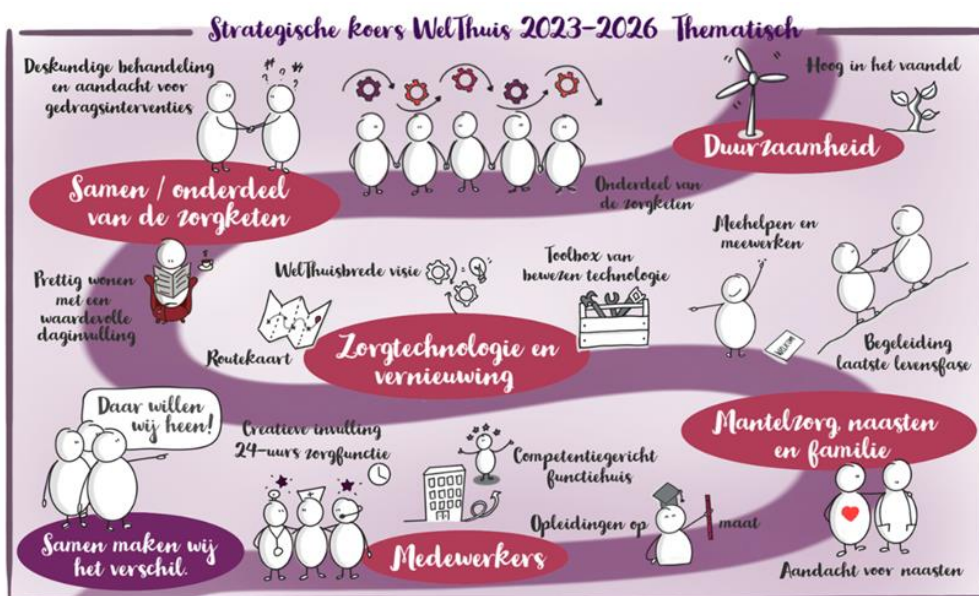 Strategische koers WelThuis 2023-2026 Thematisch
Deskundige behandeling
en aandacht voor
gedragsinterventies
Hoog in het vaandel
Duurzaamheid
Samen / onderdeel
van de zorgketen
Onderdeel van
de zorgketen
Meehelpen en
meewerken
Prettig wonen
met een
waardevolle
daginvulling
WelThuisbrede visie
Toolbox van
bewezen technologie
Routekaart
Zorgtechnologie en
vernieuwing
WELKOM
Begeleiding
laatste levensfase
Daar willen
wij heen!
Creatieve invulling
24-uurs zorgfunctie
Competentiegericht
functiehuis
Mantelzorg, naasten
en familie
Opleidingen op maat
Samen maken wij
het verschil.
Medewerkers
Aandacht voor naasten